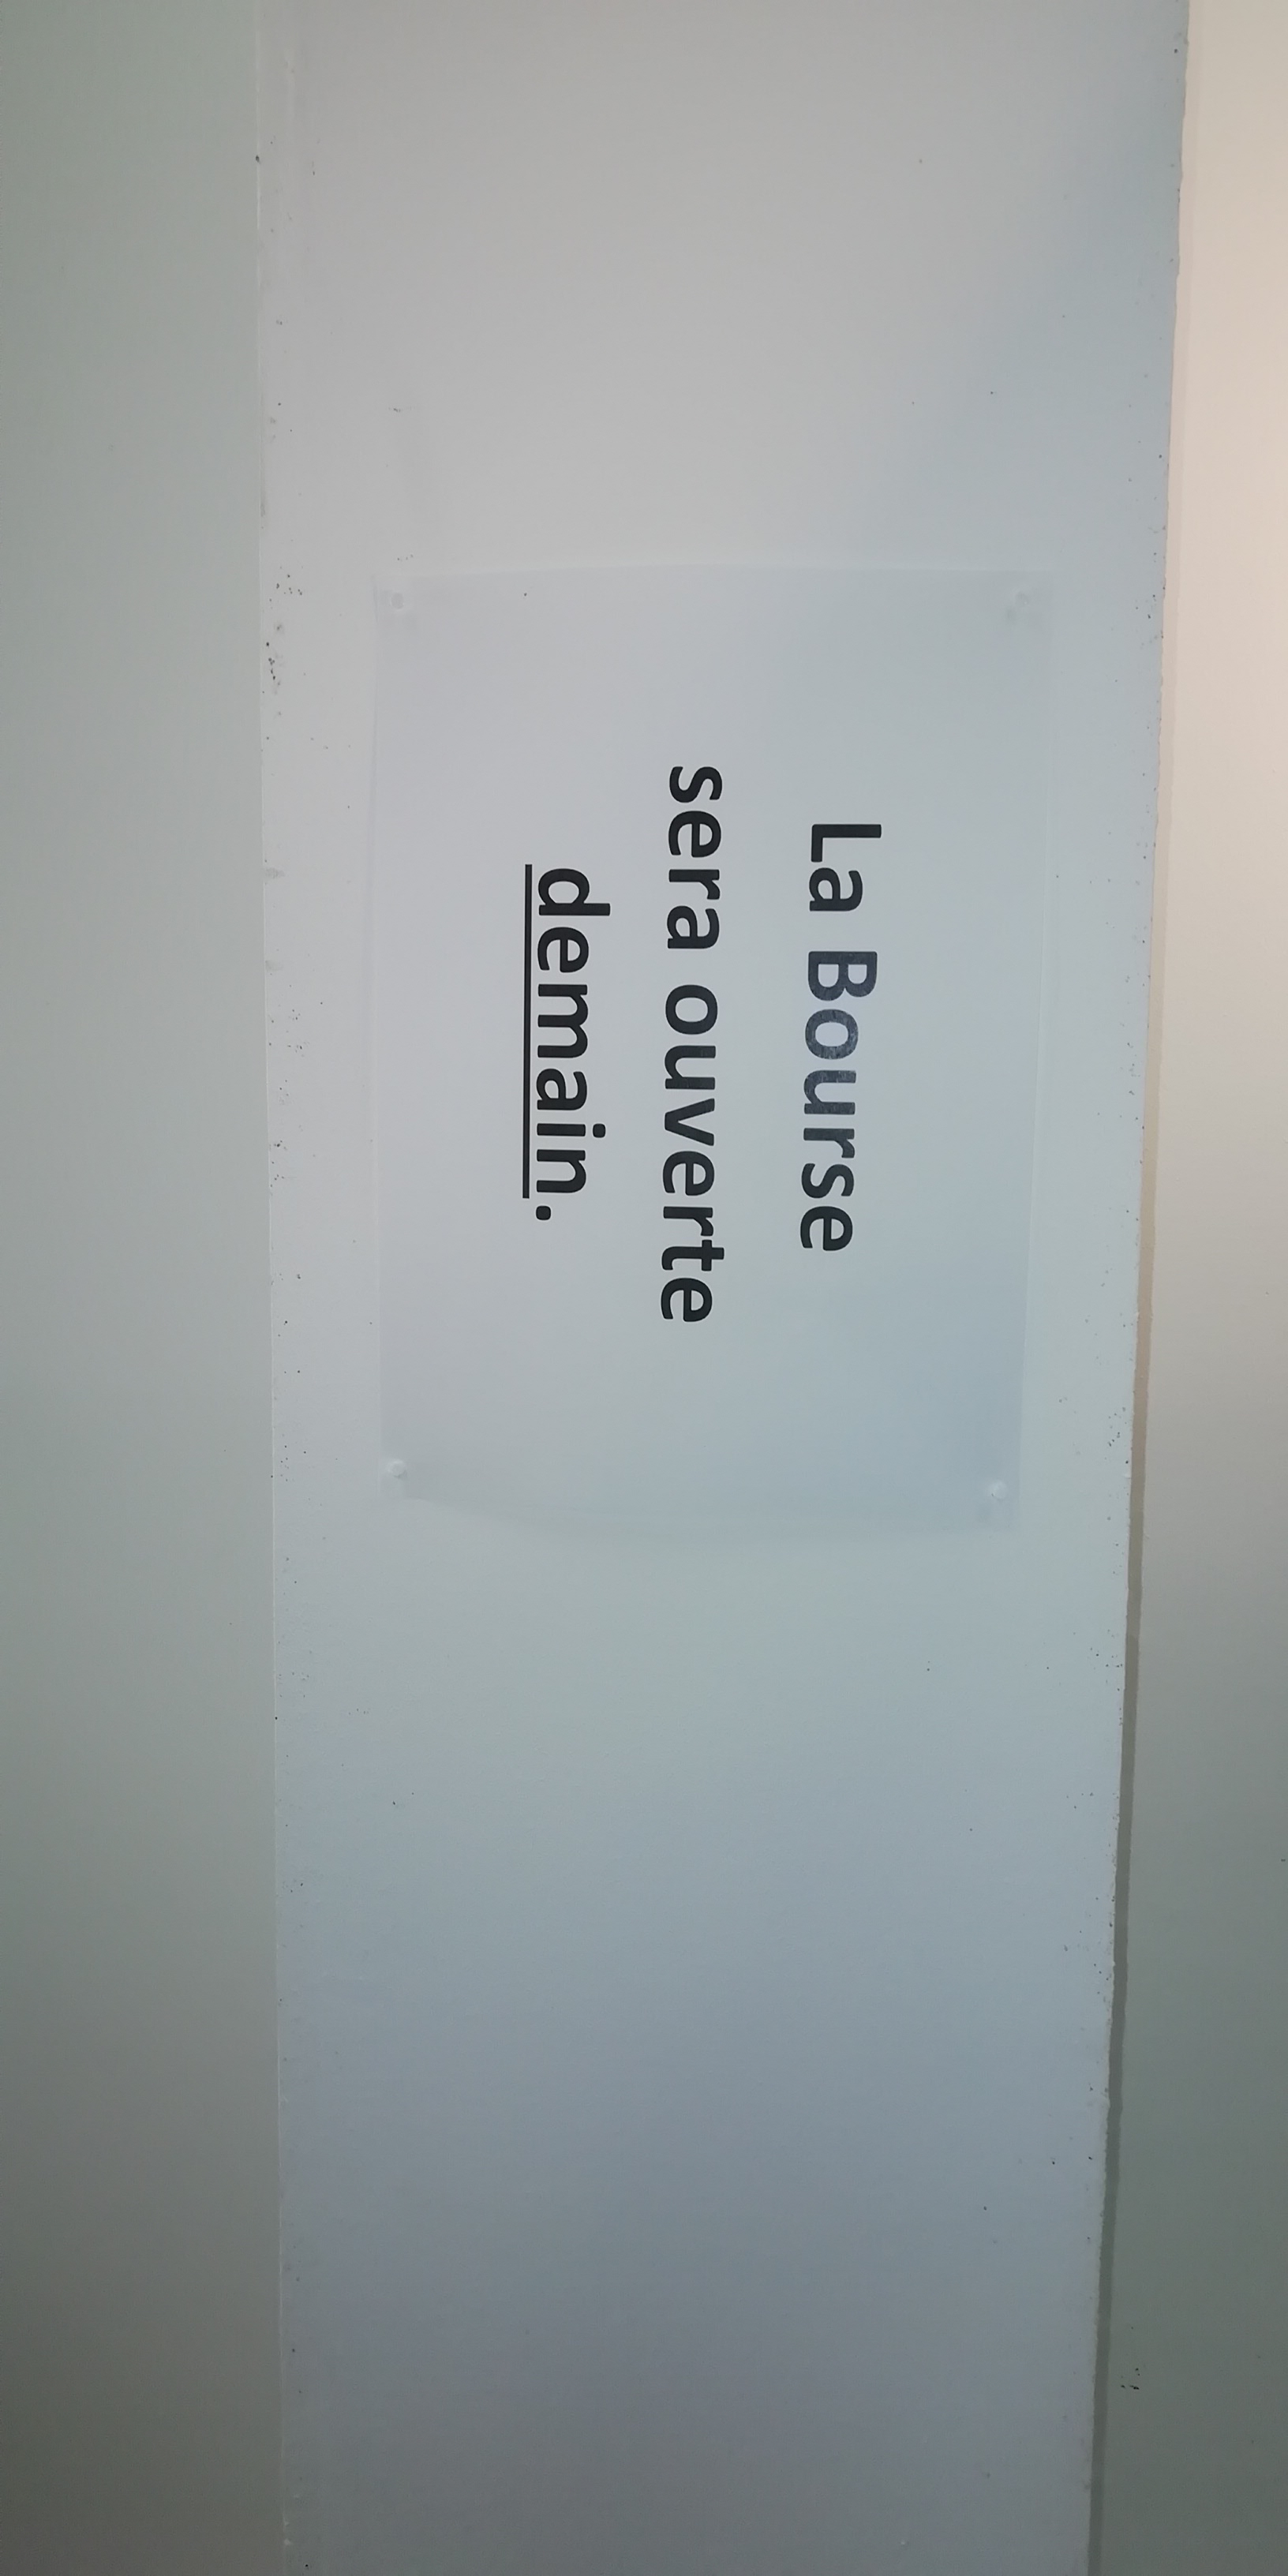 La Bourse
sera ouverte
demain.